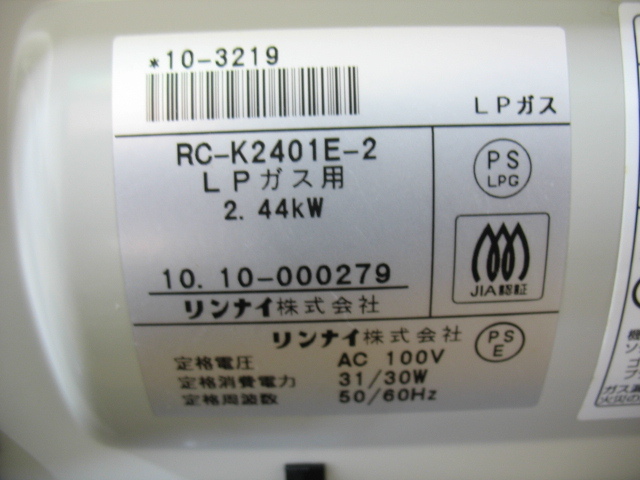 *10-3219
LPガス
RC-K2401E-2
LPガス用
2.44kW
PS
LPG
JIA認証
10.10-000279
リンナイ株式会社
リンナイ株式会社
PS
E
定格電圧 AC 100V
定格消費電力 31/30W
定格周波数 50/60Hz